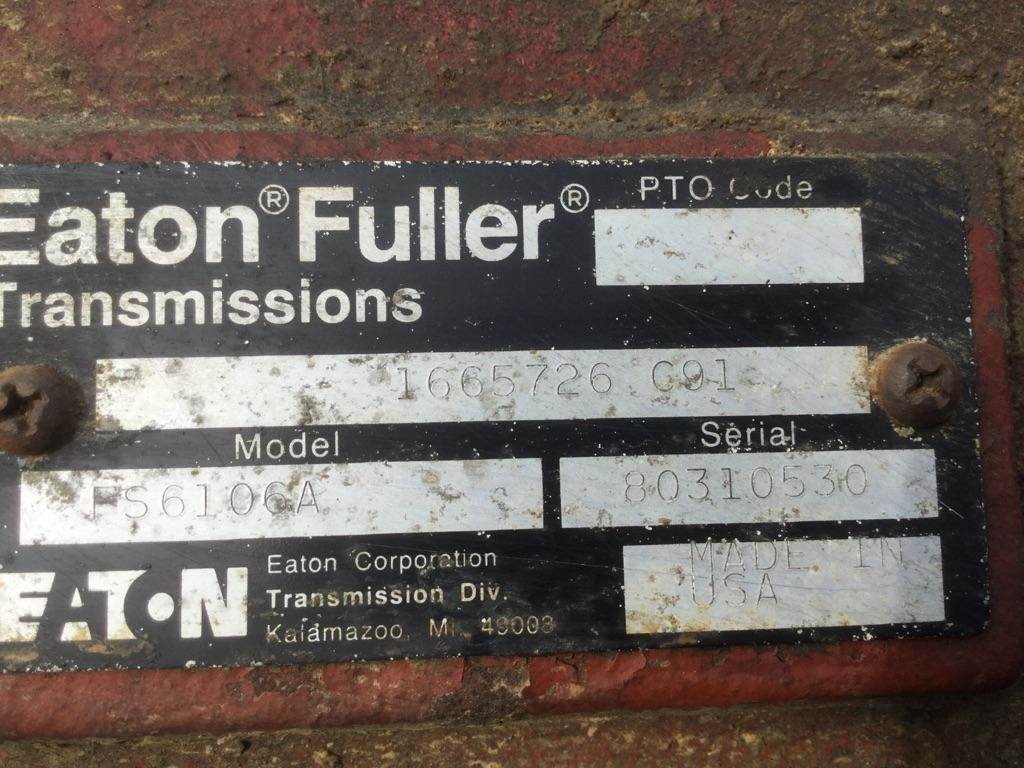 Eaton® Fuller®
Transmissions
PTO Code
1665726 C91
Model
Serial
FS6106A
80310530
EATON
Eaton Corporation
Transmission Div.
Kalamazoo, MI. 49003
MADE IN
USA